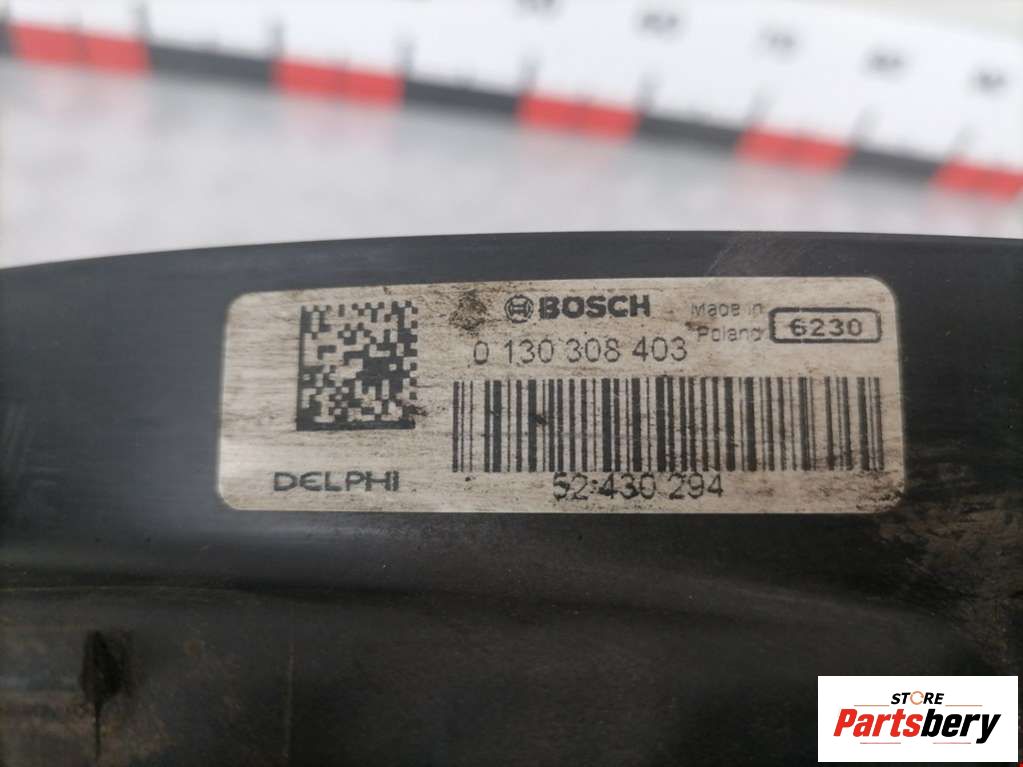 BOSCH
Made in
Poland
6230
0 130 308 403
DELPHI
52 430 294
STORE
Partsbery